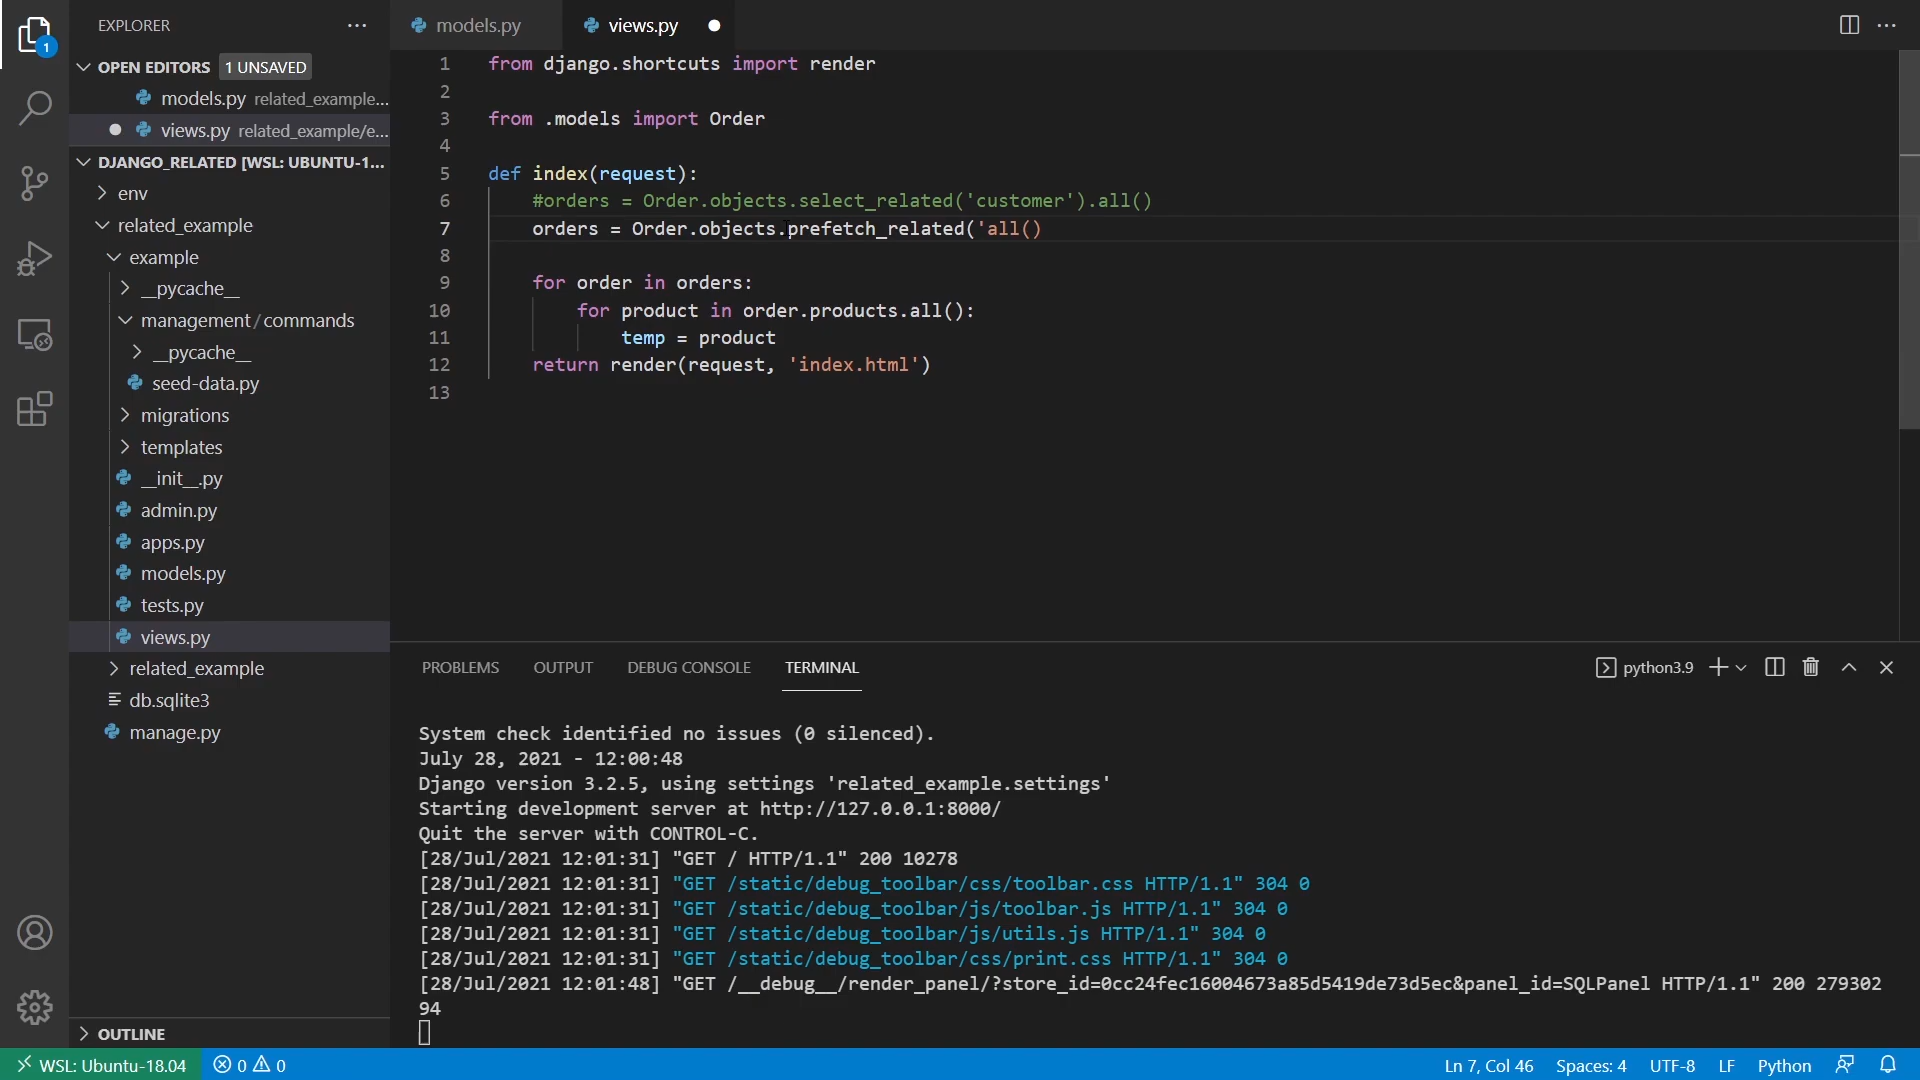 EXPLORER
models.py
views.py
1
OPEN EDITORS 1 UNSAVED
models.py related_example...
views.py related_example/e...
DJANGO_RELATED [WSL: UBUNTU-1...
env
related_example
example
__pycache__
management/commands
__pycache__
seed-data.py
migrations
templates
__init__.py
admin.py
apps.py
models.py
tests.py
views.py
related_example
db.sqlite3
manage.py
OUTLINE
1 from django.shortcuts import render
2
3 from .models import Order
4
5 def index(request):
6 #orders = Order.objects.select_related('customer').all()
7 orders = Order.objects.prefetch_related('all()
8
9 for order in orders:
10 for product in order.products.all():
11 temp = product
12 return render(request, 'index.html')
13
PROBLEMS OUTPUT DEBUG CONSOLE TERMINAL python3.9
System check identified no issues (0 silenced).
July 28, 2021 - 12:00:48
Django version 3.2.5, using settings 'related_example.settings'
Starting development server at http://127.0.0.1:8000/
Quit the server with CONTROL-C.
[28/Jul/2021 12:01:31] "GET / HTTP/1.1" 200 10278
[28/Jul/2021 12:01:31] "GET /static/debug_toolbar/css/toolbar.css HTTP/1.1" 304 0
[28/Jul/2021 12:01:31] "GET /static/debug_toolbar/js/toolbar.js HTTP/1.1" 304 0
[28/Jul/2021 12:01:31] "GET /static/debug_toolbar/js/utils.js HTTP/1.1" 304 0
[28/Jul/2021 12:01:31] "GET /static/debug_toolbar/css/print.css HTTP/1.1" 304 0
[28/Jul/2021 12:01:48] "GET /__debug__/render_panel/?store_id=0cc24fec16004673a85d5419de73d5ec&panel_id=SQLPanel HTTP/1.1" 200 279302
94
WSL: Ubuntu-18.04 0 0 Ln 7, Col 46 Spaces: 4 UTF-8 LF Python